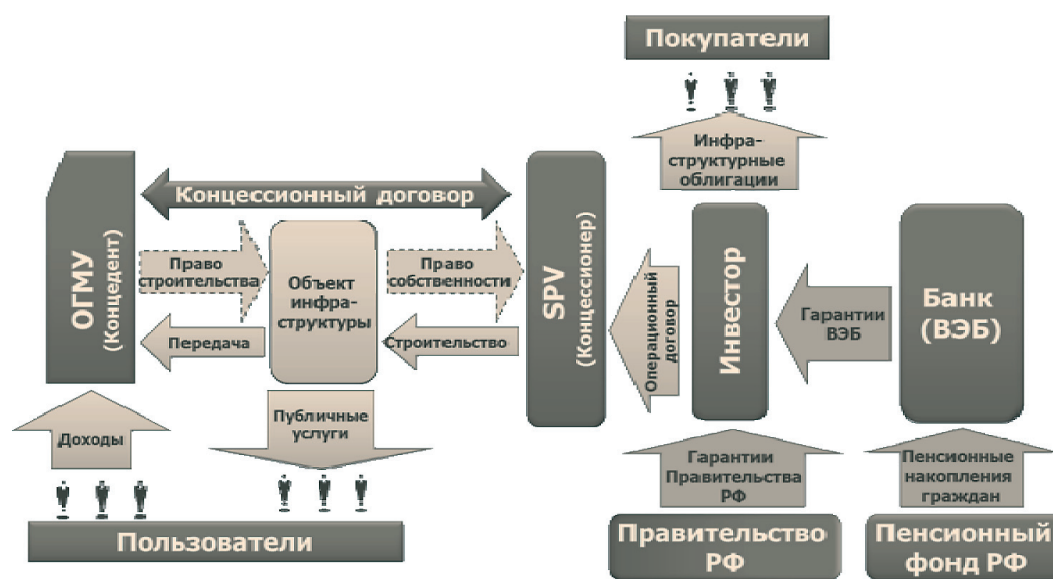 Покупатели
Инфра-
структурные
облигации
Концессионный договор
ОГМУ
(Концедент)
Право
строительства
Объект
инфра-
структуры
Право
собственности
SPV
(Концессионер)
Операционный
договор
Инвестор
Гарантии
ВЭБ
Банк
(ВЭБ)
Передача
Строительство
Доходы
Публичные
услуги
Гарантии
Правительства
РФ
Пенсионные
накопления
граждан
Пользователи
Правительство
РФ
Пенсионный
фонд РФ